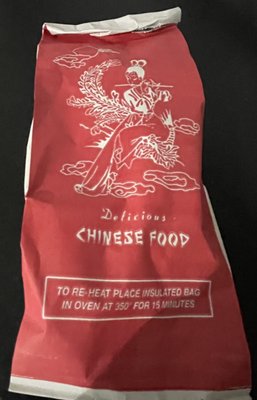 Delicious
CHINESE FOOD
TO RE-HEAT PLACE INSULATED BAG
IN OVEN AT 350° FOR 15 MINUTES